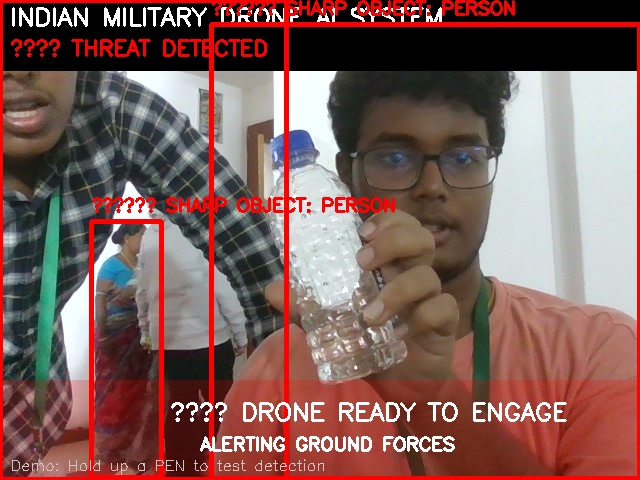 INDIAN MILITARY DRONE AI SYSTEM
?????? SHARP OBJECT: PERSON
???? THREAT DETECTED
?????? SHARP OBJECT: PERSON
???? DRONE READY TO ENGAGE
ALERTING GROUND FORCES
Demo: Hold up a PEN to test detection